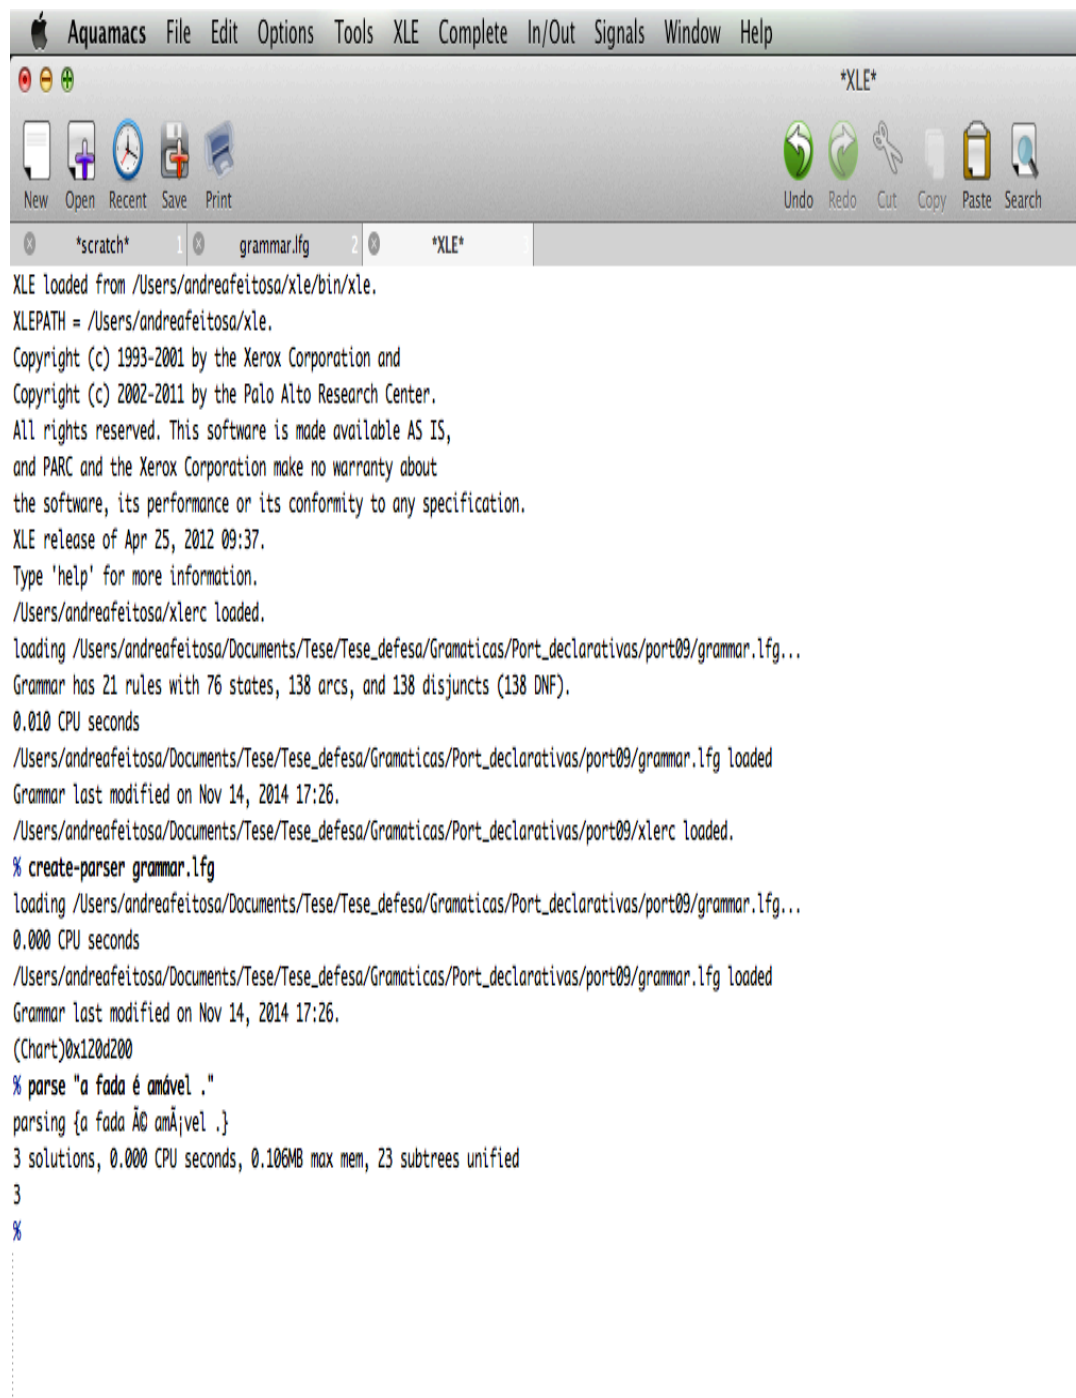 Aquamacs File Edit Options Tools XLE Complete In/Out Signals Window Help
*XLE*
New Open Recent Save Print Undo Redo Cut Copy Paste Search
*scratch* 1 grammar.lfg 2 *XLE* 3
XLE loaded from /Users/andreafeitosa/xle/bin/xle.
XLEPATH = /Users/andreafeitosa/xle.
Copyright (c) 1993-2001 by the Xerox Corporation and
Copyright (c) 2002-2011 by the Palo Alto Research Center.
All rights reserved. This software is made available AS IS,
and PARC and the Xerox Corporation make no warranty about
the software, its performance or its conformity to any specification.
XLE release of Apr 25, 2012 09:37.
Type 'help' for more information.
/Users/andreafeitosa/xlerc loaded.
loading /Users/andreafeitosa/Documents/Tese/Tese_defesa/Gramaticas/Port_declarativas/port09/grammar.lfg...
Grammar has 21 rules with 76 states, 138 arcs, and 138 disjuncts (138 DNF).
0.010 CPU seconds
/Users/andreafeitosa/Documents/Tese/Tese_defesa/Gramaticas/Port_declarativas/port09/grammar.lfg loaded
Grammar last modified on Nov 14, 2014 17:26.
/Users/andreafeitosa/Documents/Tese/Tese_defesa/Gramaticas/Port_declarativas/port09/xlerc loaded.
% create-parser grammar.lfg
loading /Users/andreafeitosa/Documents/Tese/Tese_defesa/Gramaticas/Port_declarativas/port09/grammar.lfg...
0.000 CPU seconds
/Users/andreafeitosa/Documents/Tese/Tese_defesa/Gramaticas/Port_declarativas/port09/grammar.lfg loaded
Grammar last modified on Nov 14, 2014 17:26.
(Chart)0x120d200
% parse "a fada é amável ."
parsing {a fada Ã© amÃ¡vel .}
3 solutions, 0.000 CPU seconds, 0.106MB max mem, 23 subtrees unified
3
%